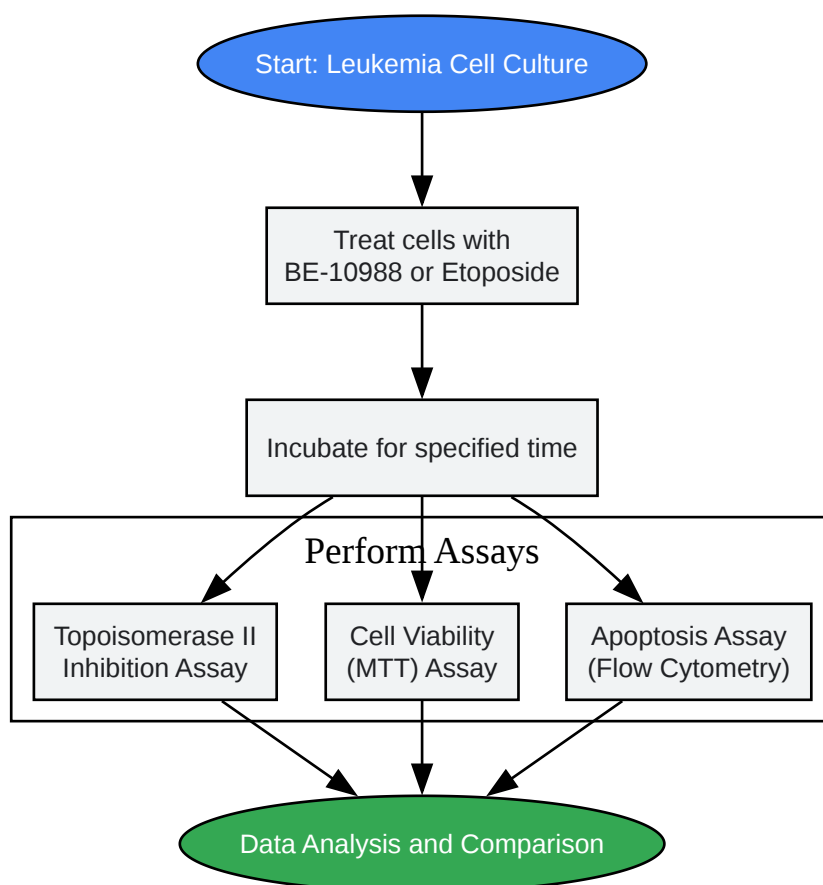 Start: Leukemia Cell Culture
Treat cells with
BE-10988 or Etoposide
Incubate for specified time
Perform Assays
Topoisomerase II
Inhibition Assay
Cell Viability
(MTT) Assay
Apoptosis Assay
(Flow Cytometry)
Data Analysis and Comparison